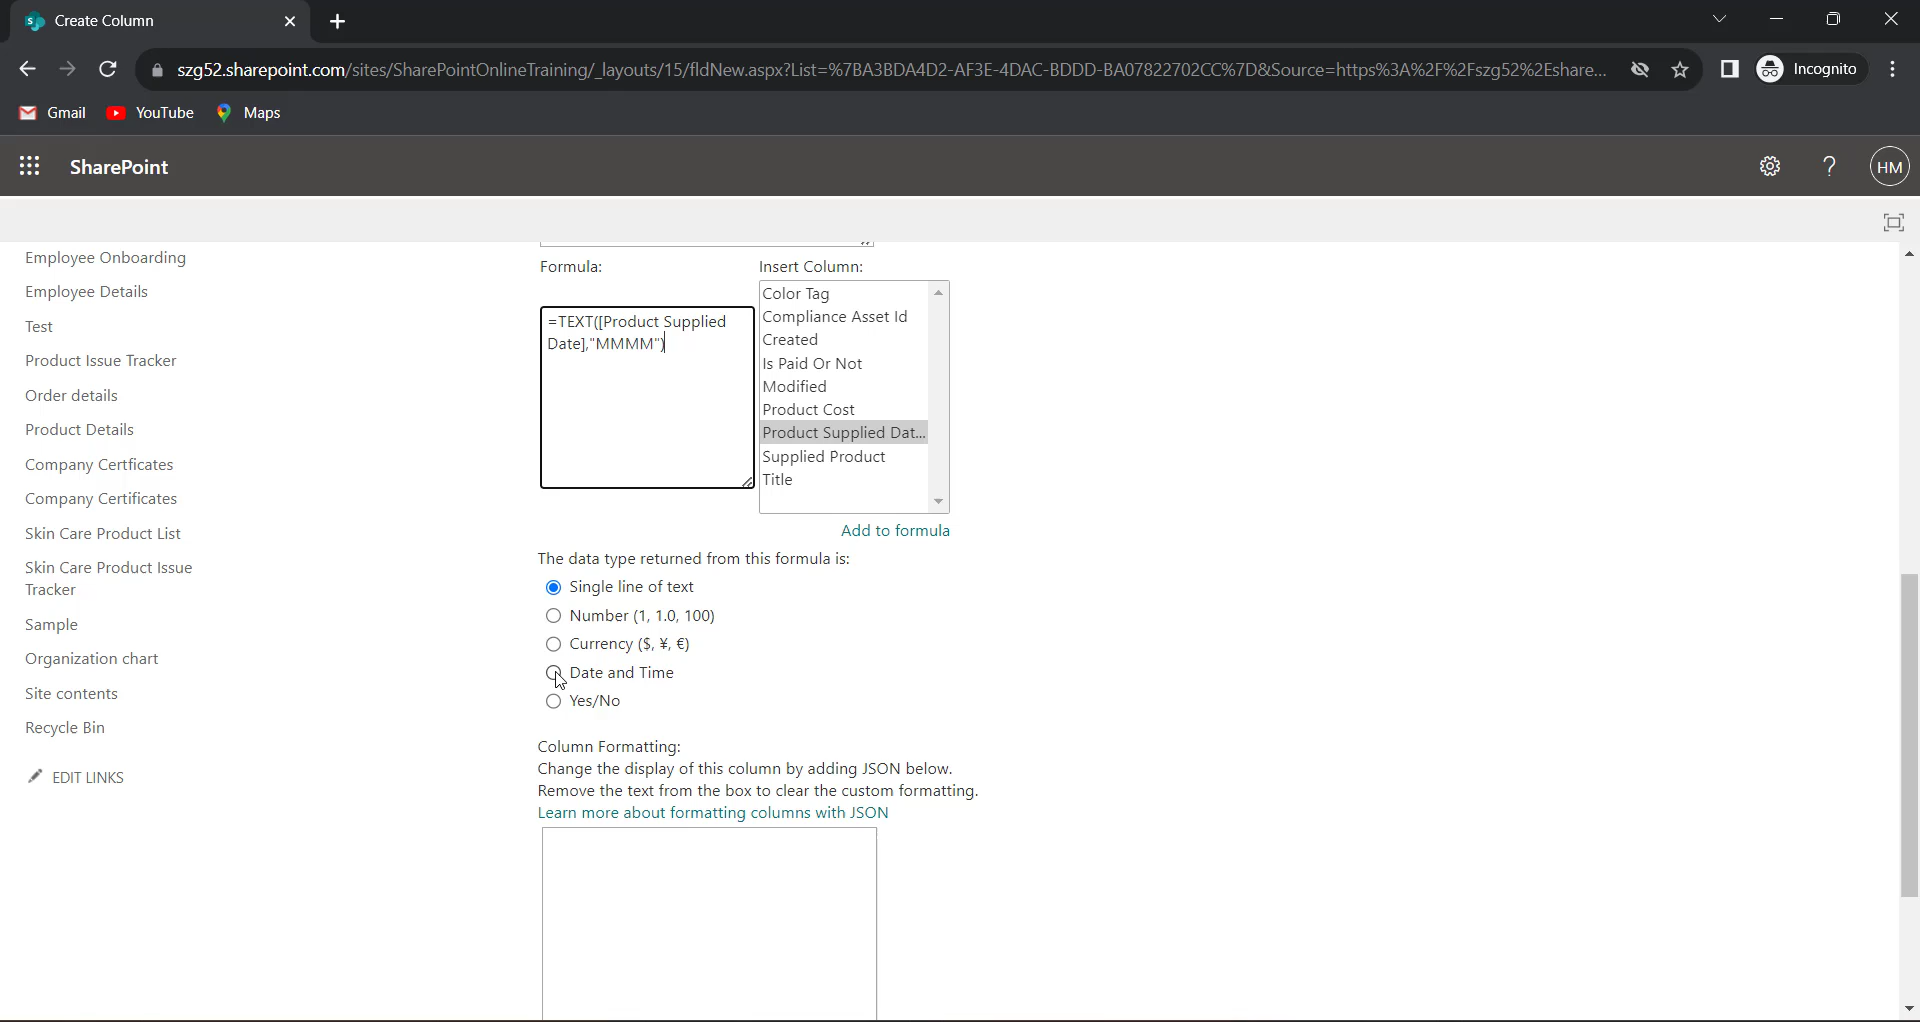 Create Column
szg52.sharepoint.com/sites/SharePointOnlineTraining/_layouts/15/fldNew.aspx?List=%7BA3BDA4D2-AF3E-4DAC-BDDD-BA07822702CC%7D&Source=https%3A%2F%2Fszg52%2Eshare...
Incognito
Gmail
YouTube
Maps
SharePoint
?
HM
Employee Onboarding
Employee Details
Test
Product Issue Tracker
Order details
Product Details
Company Certficates
Company Certificates
Skin Care Product List
Skin Care Product Issue
Tracker
Sample
Organization chart
Site contents
Recycle Bin
EDIT LINKS
Formula:
=TEXT([Product Supplied
Date],"MMMM")
Insert Column:
Color Tag
Compliance Asset Id
Created
Is Paid Or Not
Modified
Product Cost
Product Supplied Dat...
Supplied Product
Title
Add to formula
The data type returned from this formula is:
Single line of text
Number (1, 1.0, 100)
Currency ($, ¥, €)
Date and Time
Yes/No
Column Formatting:
Change the display of this column by adding JSON below.
Remove the text from the box to clear the custom formatting.
Learn more about formatting columns with JSON